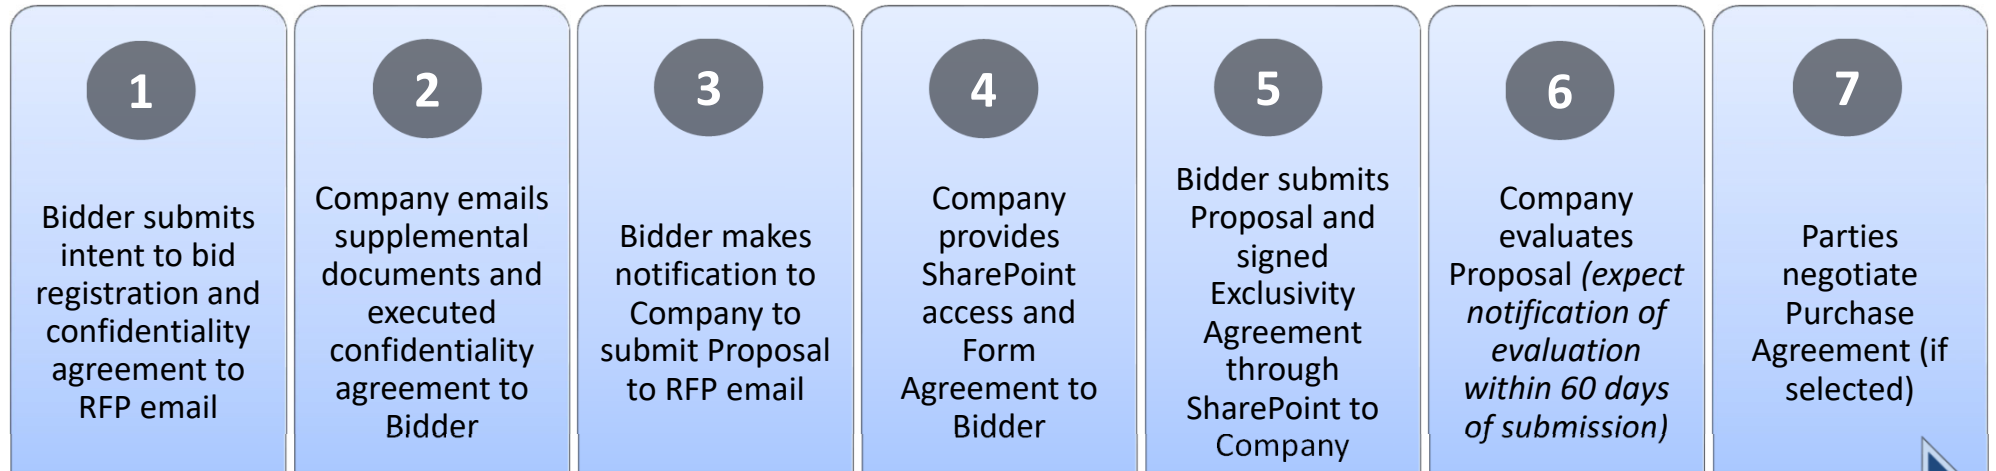 1
Bidder submits
intent to bid
registration and
confidentiality
agreement to
RFP email
2
Company emails
supplemental
documents and
executed
confidentiality
agreement to
Bidder
3
Bidder makes
notification to
Company to
submit Proposal
to RFP email
4
Company
provides
SharePoint
access and
Form
Agreement to
Bidder
5
Bidder submits
Proposal and
signed
Exclusivity
Agreement
through
SharePoint to
Company
6
Company
evaluates
Proposal (expect
notification of
evaluation
within 60 days
of submission)
7
Parties
negotiate
Purchase
Agreement (if
selected)